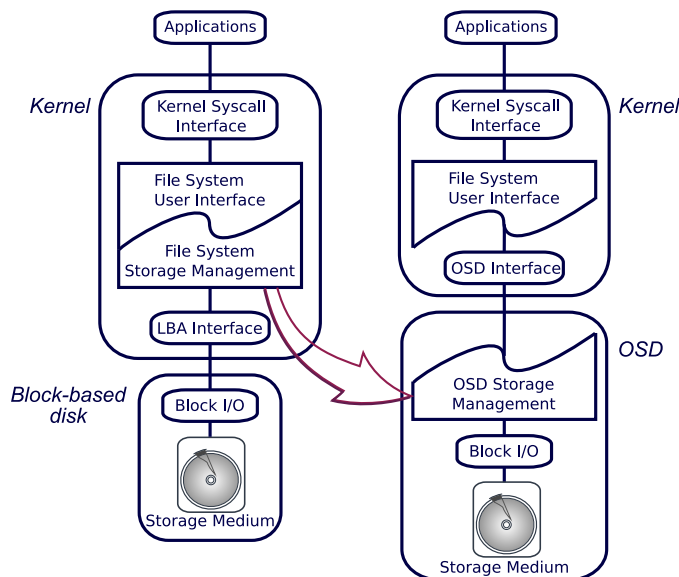 Applications
Kernel
Kernel Syscall
Interface
File System
User Interface
File System
Storage Management
LBA Interface
Block-based
disk
Block I/O
Storage Medium
Applications
Kernel
Kernel Syscall
Interface
File System
User Interface
OSD Interface
OSD
OSD Storage
Management
Block I/O
Storage Medium